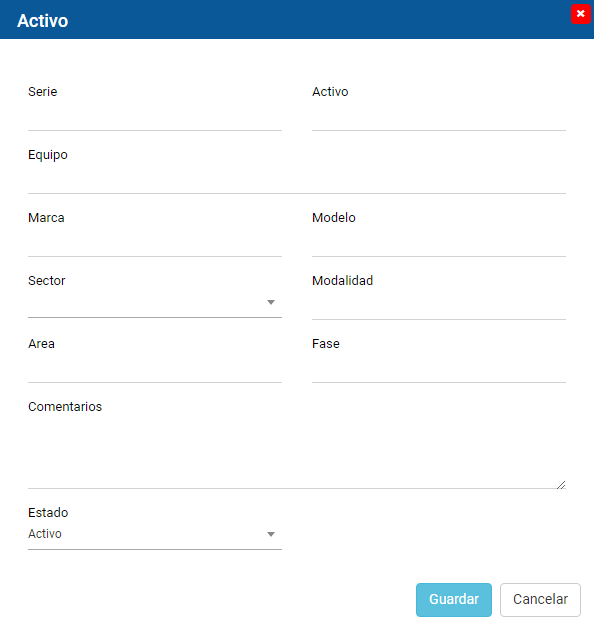 Activo
Serie
Activo
Equipo
Marca
Modelo
Sector
Modalidad
Area
Fase
Comentarios
Estado
Activo
Guardar
Cancelar